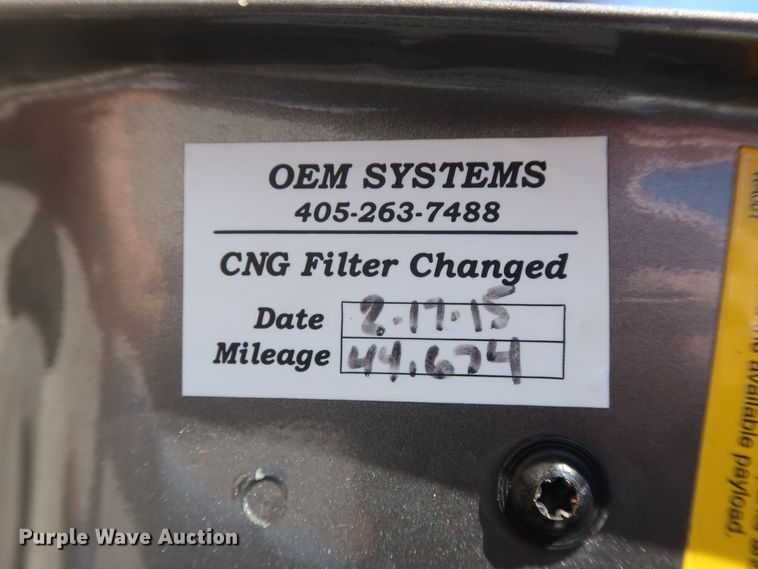 OEM SYSTEMS
405-263-7488
CNG Filter Changed
Date 2.17.15
Mileage 44,674
available payload.
Purple Wave Auction